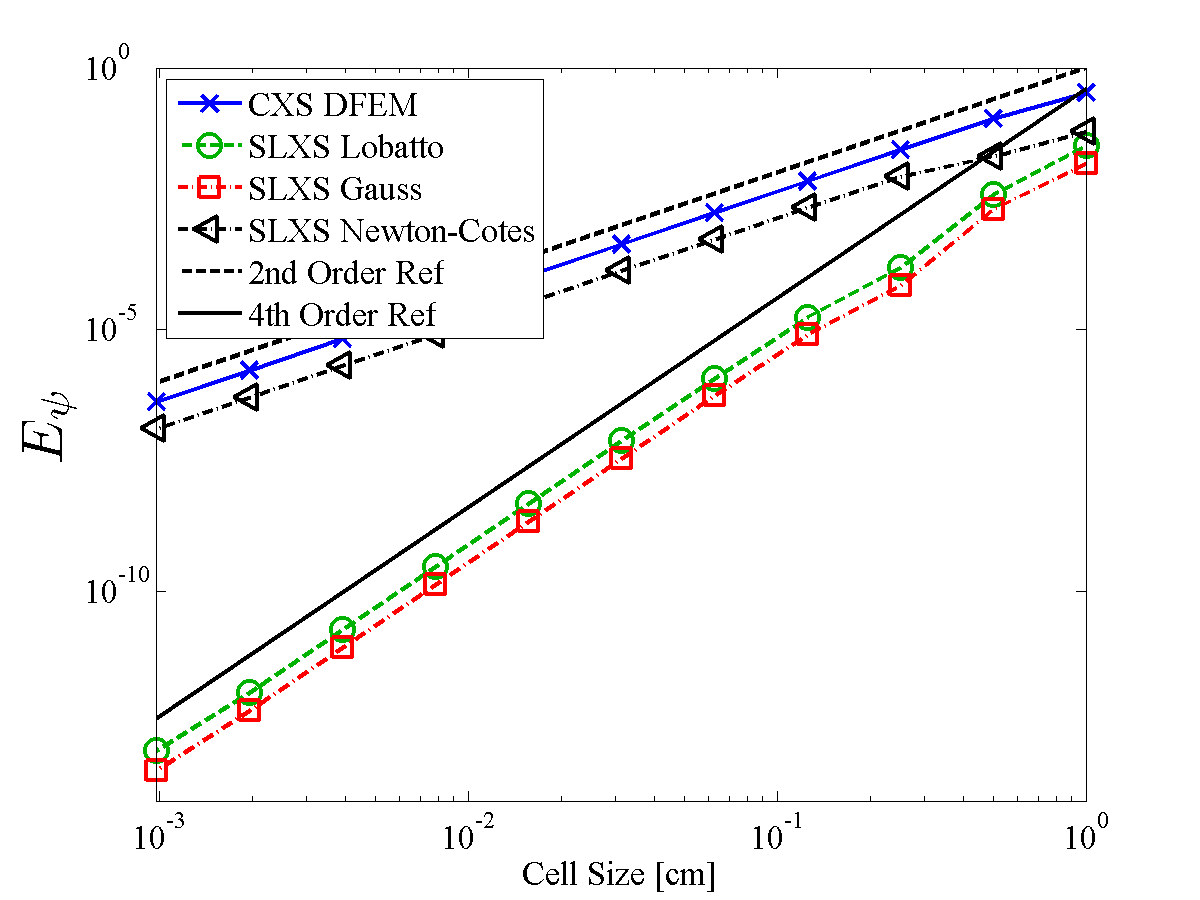 10^0
CXS DFEM
SLXS Lobatto
SLXS Gauss
SLXS Newton-Cotes
2nd Order Ref
4th Order Ref
10^-5
E_ψ
10^-10
10^-3 10^-2 10^-1 10^0
Cell Size [cm]